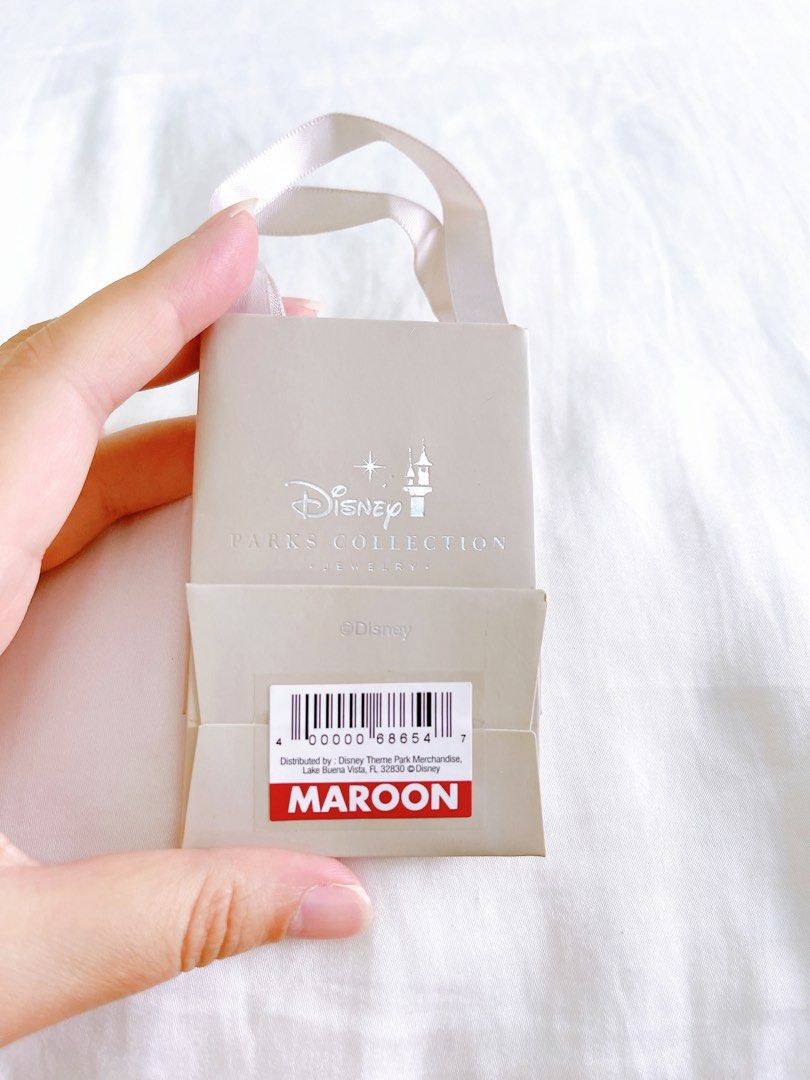 Disney
PARKS COLLECTION
· JEWELRY ·
©Disney
4 00000 68654 7
Distributed by : Disney Theme Park Merchandise,
Lake Buena Vista, FL 32830 ©Disney
MAROON